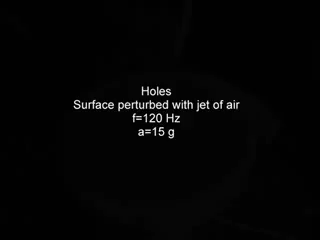 Holes
Surface perturbed with jet of air
f=120 Hz
a=15 g